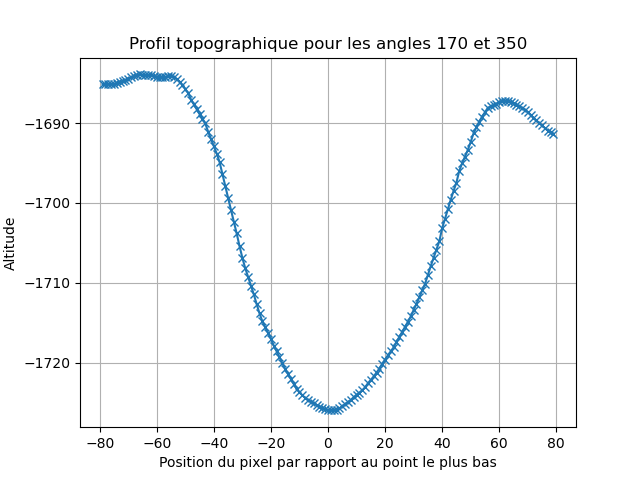 Profil topographique pour les angles 170 et 350
−1690
−1700
−1710
−1720
Altitude
−80 −60 −40 −20 0 20 40 60 80
Position du pixel par rapport au point le plus bas